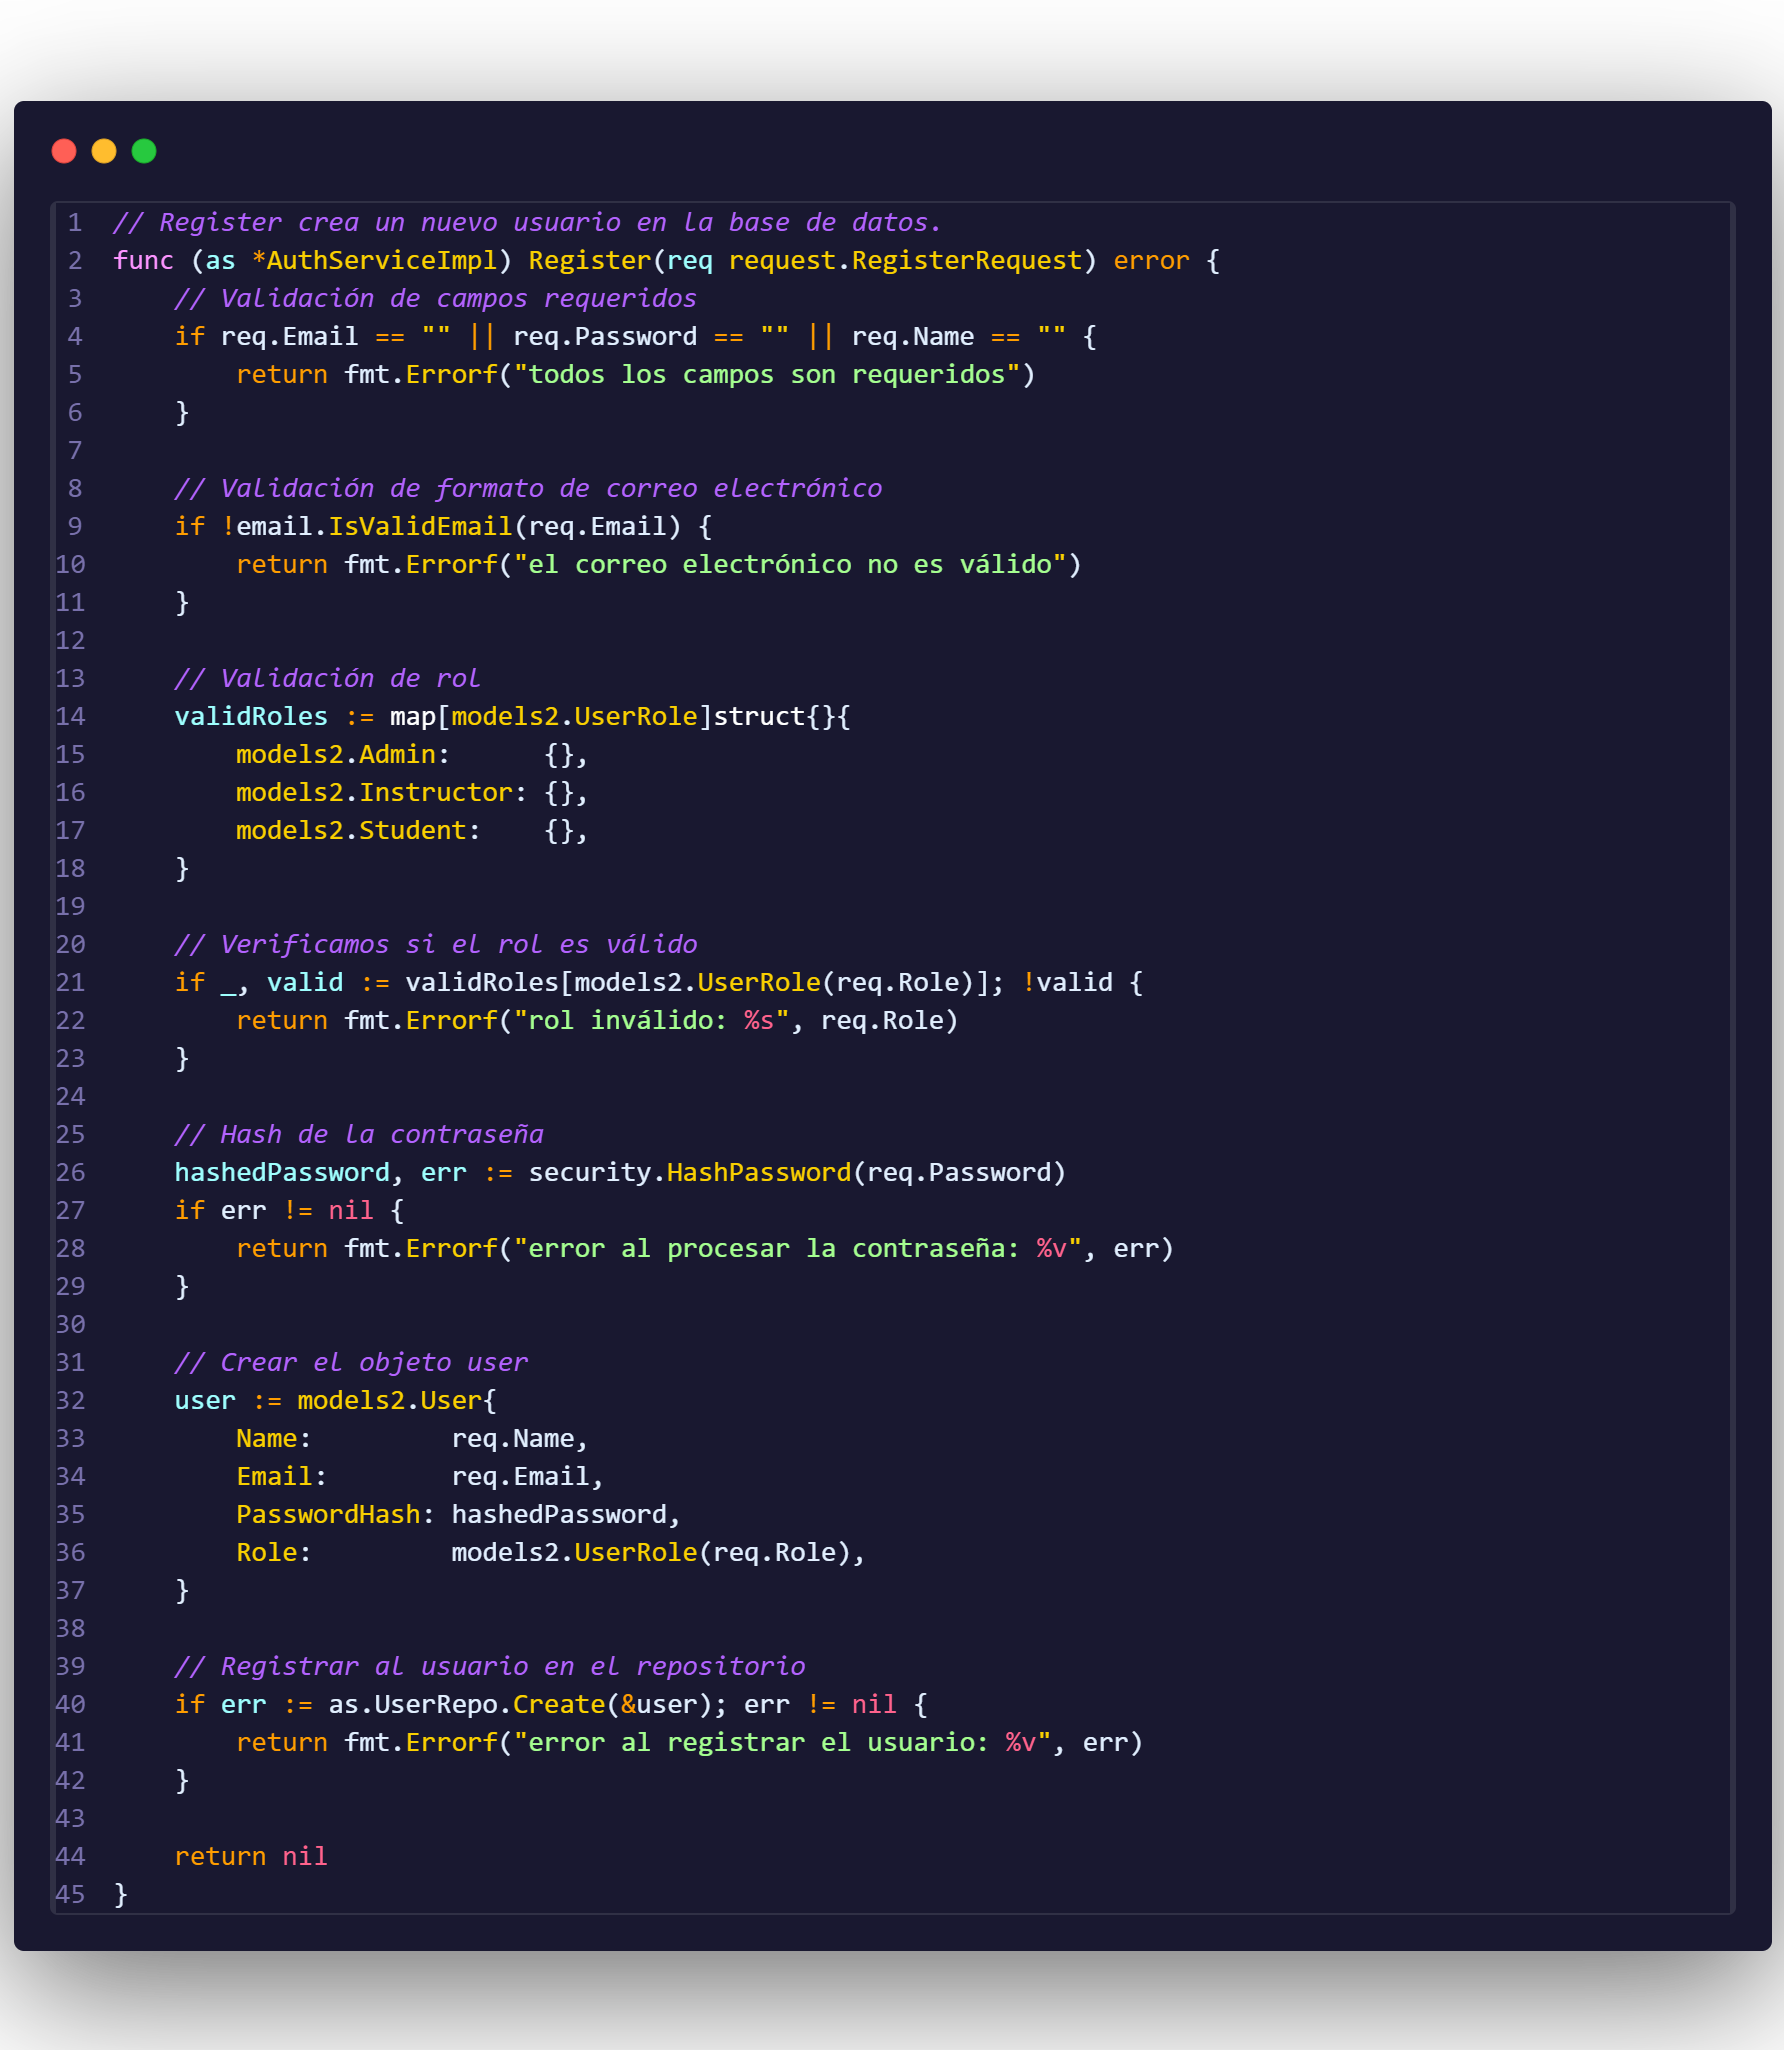 1 // Register crea un nuevo usuario en la base de datos.
2 func (as *AuthServiceImpl) Register(req request.RegisterRequest) error {
3     // Validación de campos requeridos
4     if req.Email == "" || req.Password == "" || req.Name == "" {
5         return fmt.Errorf("todos los campos son requeridos")
6     }
7
8     // Validación de formato de correo electrónico
9     if !email.IsValidEmail(req.Email) {
10         return fmt.Errorf("el correo electrónico no es válido")
11     }
12
13     // Validación de rol
14     validRoles := map[models2.UserRole]struct{}{
15         models2.Admin:      {},
16         models2.Instructor: {},
17         models2.Student:    {},
18     }
19
20     // Verificamos si el rol es válido
21     if _, valid := validRoles[models2.UserRole(req.Role)]; !valid {
22         return fmt.Errorf("rol inválido: %s", req.Role)
23     }
24
25     // Hash de la contraseña
26     hashedPassword, err := security.HashPassword(req.Password)
27     if err != nil {
28         return fmt.Errorf("error al procesar la contraseña: %v", err)
29     }
30
31     // Crear el objeto user
32     user := models2.User{
33         Name:         req.Name,
34         Email:        req.Email,
35         PasswordHash: hashedPassword,
36         Role:         models2.UserRole(req.Role),
37     }
38
39     // Registrar al usuario en el repositorio
40     if err := as.UserRepo.Create(&user); err != nil {
41         return fmt.Errorf("error al registrar el usuario: %v", err)
42     }
43
44     return nil
45 }